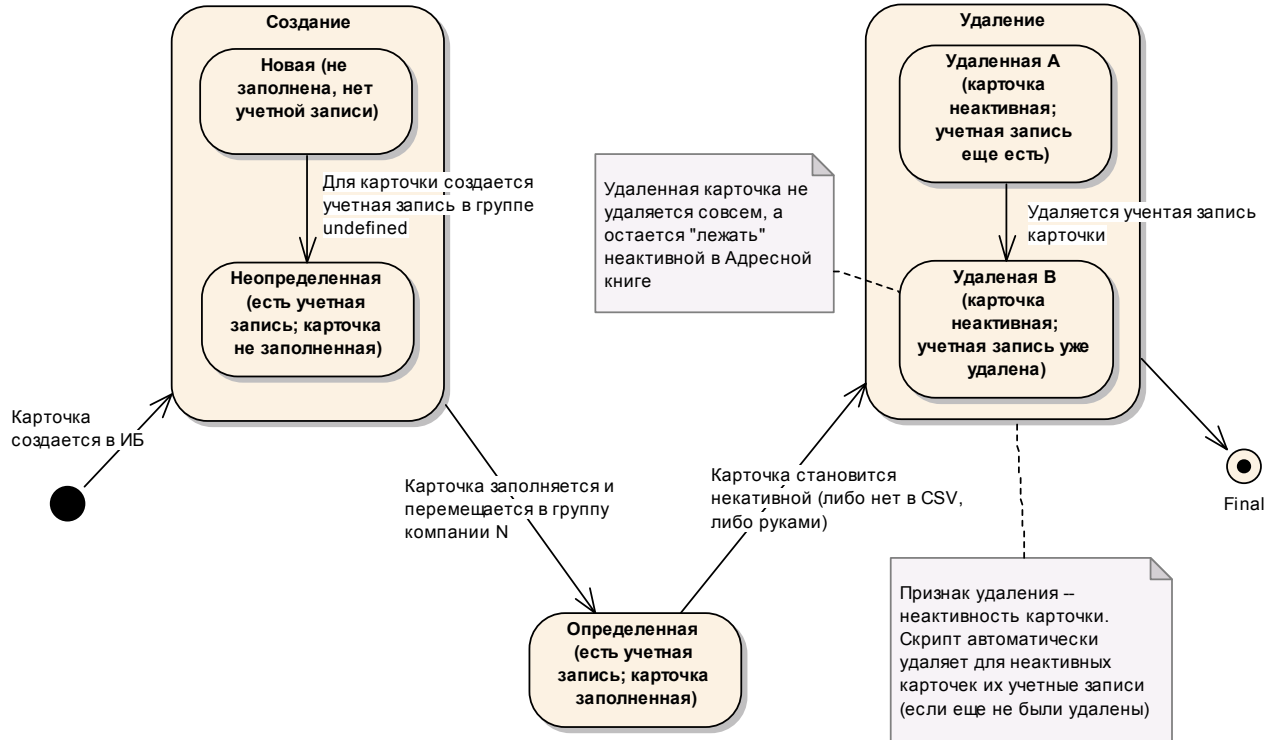 Создание
Новая (не
заполнена, нет
учетной записи)
Для карточки создается
учетная запись в группе
undefined
Неопределенная
(есть учетная
запись; карточка
не заполненная)
Карточка
создается в ИБ
Карточка заполняется и
перемещается в группу
компании N
Определенная
(есть учетная
запись; карточка
заполненная)
Карточка становится
некативной (либо нет в CSV,
либо руками)
Удаление
Удаленная А
(карточка
неактивная;
учетная запись
еще есть)
Удаляется учентая запись
карточки
Удаленая В
(карточка
неактивная;
учетная запись уже
удалена)
Удаленная карточка не
удаляется совсем, а
остается "лежать"
неактивной в Адресной
книге
Final
Признак удаления --
неактивность карточки.
Скрипт автоматически
удаляет для неактивных
карточек их учетные записи
(если еще не были удалены)